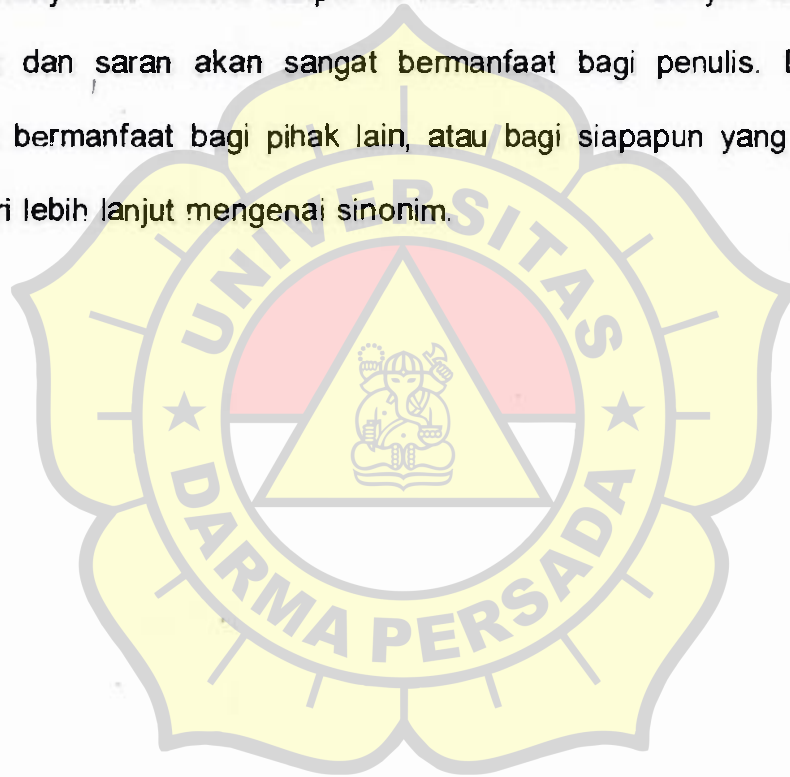 dan saran akan sangat bermanfaat bagi penulis.
bermanfaat bagi pihak lain, atau bagi siapapun yang
ri lebih lanjut mengenai sinonim.
UNIVERSITAS
DARMA PERSADA